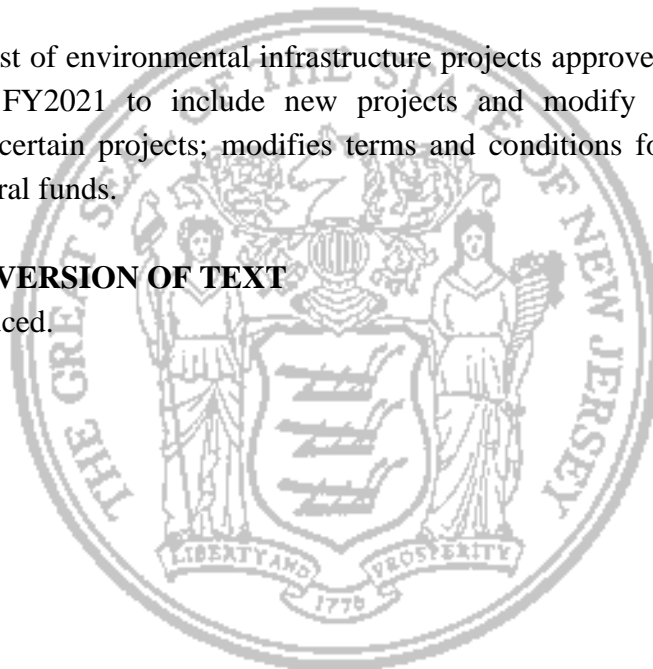 st of environmental infrastructure projects approve
FY2021 to include new projects and modify
certain projects; modifies terms and conditions fo
ral funds.
VERSION OF TEXT
uced.
THE GREAT SEAL OF THE STATE OF NEW JERSEY
LIBERTY AND PROSPERITY
1776